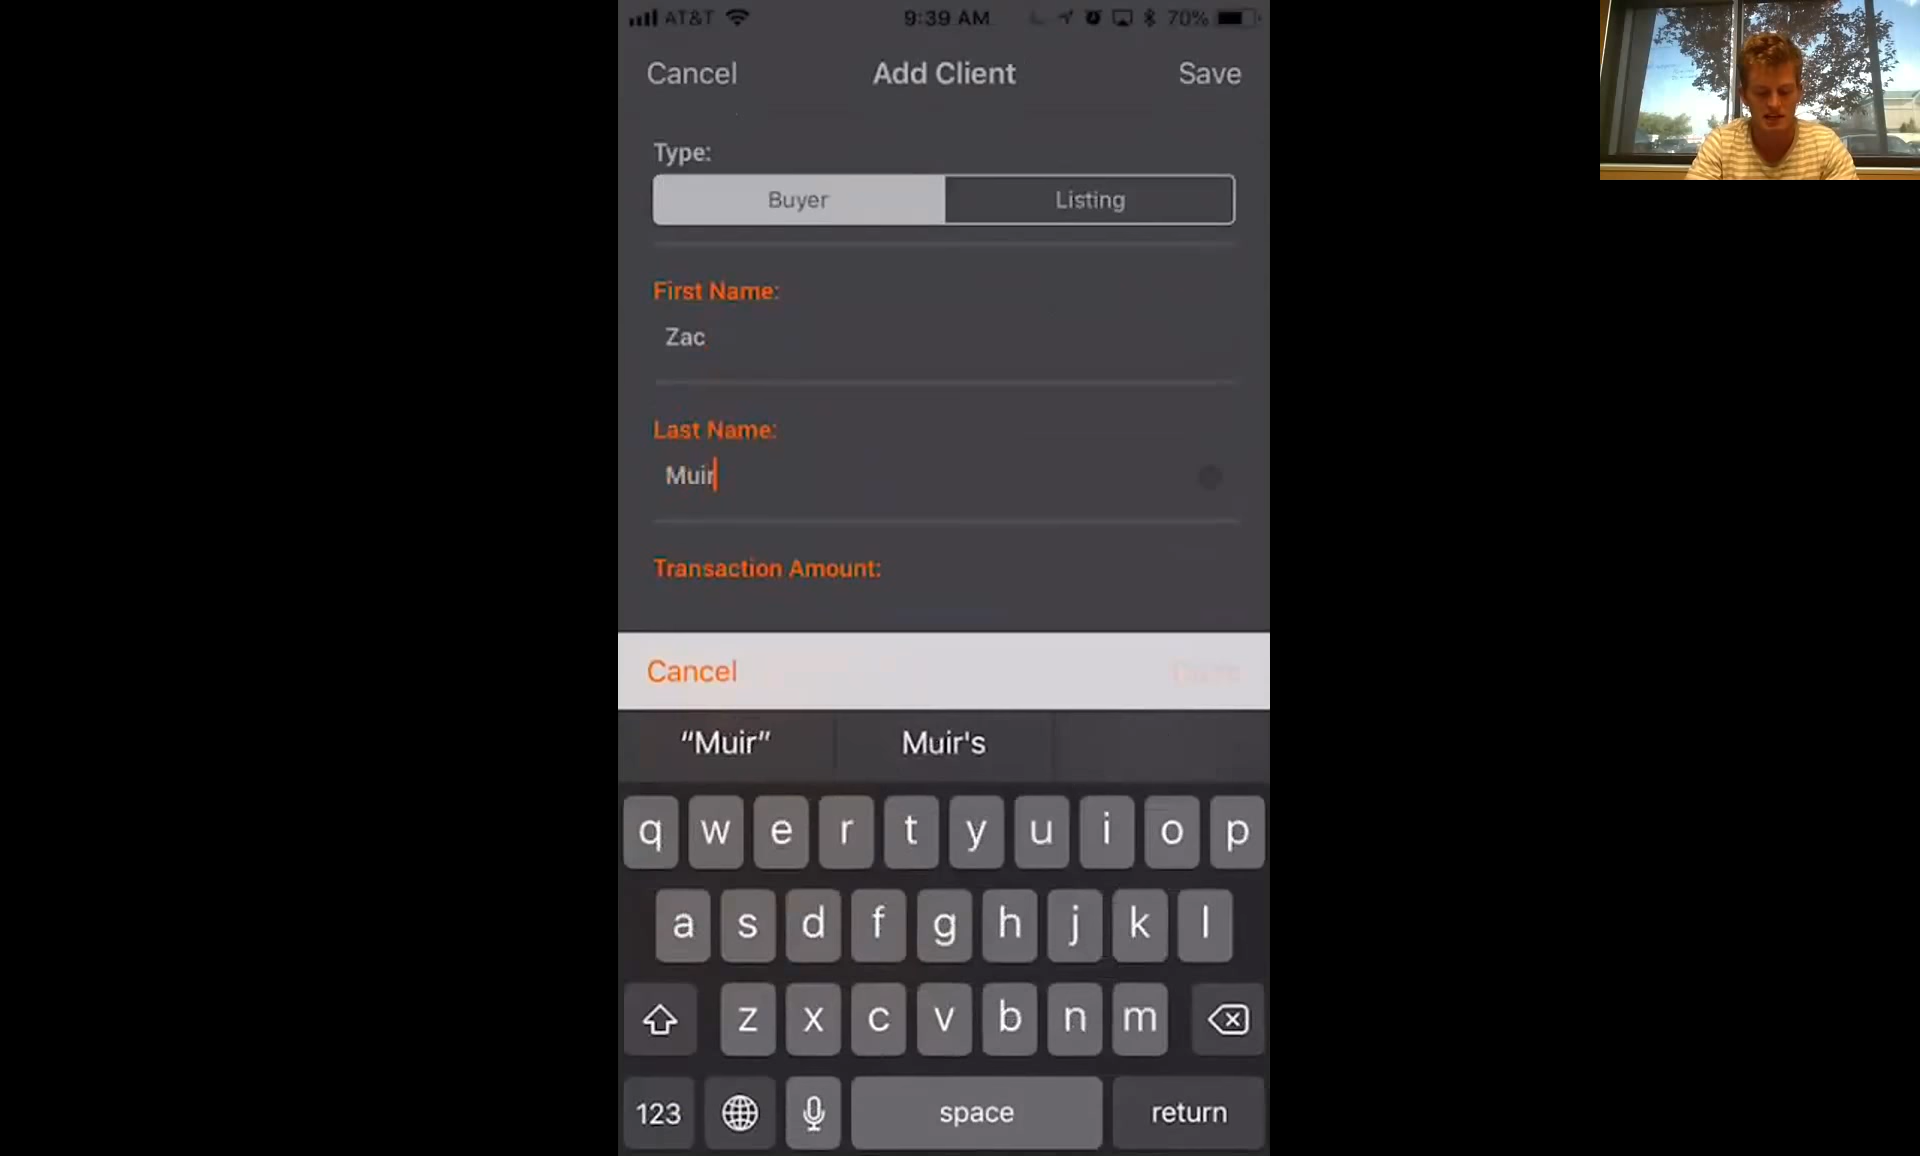 AT&T 9:39 AM 70%
Cancel Add Client Save
Type:
Buyer Listing
First Name:
Zac
Last Name:
Muir
Transaction Amount:
Cancel Done
“Muir” Muir's
q w e r t y u i o p
a s d f g h j k l
z x c v b n m
123 space return